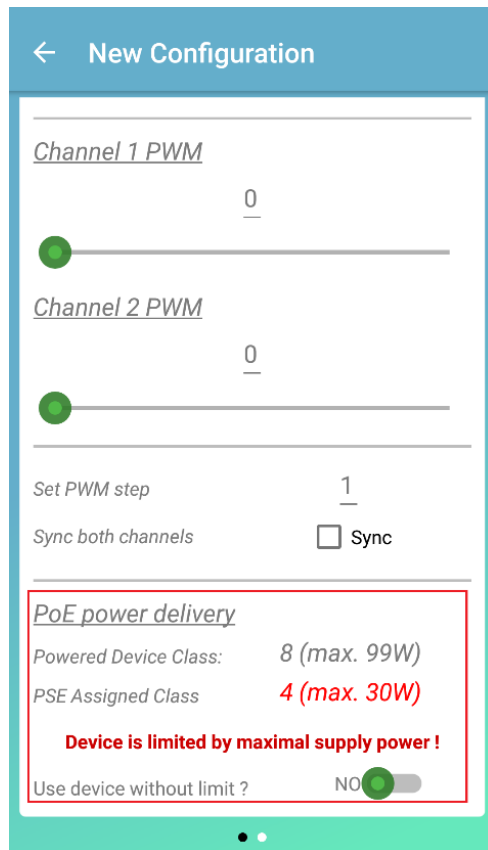 New Configuration
Channel 1 PWM
0
Channel 2 PWM
0
Set PWM step 1
Sync both channels Sync
PoE power delivery
Powered Device Class: 8 (max. 99W)
PSE Assigned Class 4 (max. 30W)
Device is limited by maximal supply power !
Use device without limit ? NO